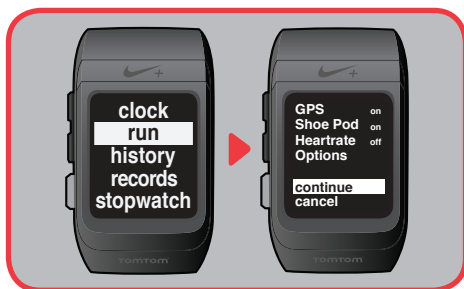 clock
run
history
records
stopwatch
TOMTOM
GPS on
Shoe Pod on
Heartrate off
Options
continue
cancel
TOMTOM